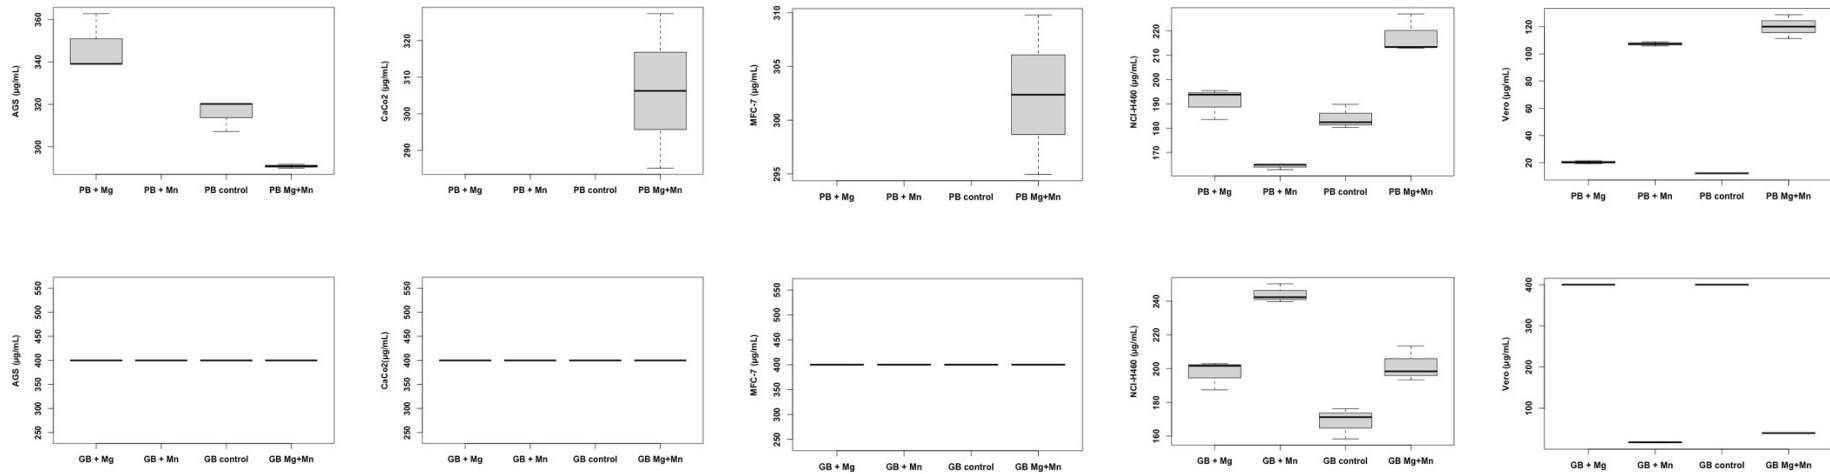 AGS (µg/mL)
360
340
320
300
PB + Mg PB + Mn PB control PB Mg+Mn
CaCo2 (µg/mL)
320
310
300
290
PB + Mg PB + Mn PB control PB Mg+Mn
MFC-7 (µg/mL)
310
305
300
295
PB + Mg PB + Mn PB control PB Mg+Mn
NCI-H460 (µg/mL)
220
210
200
190
180
170
PB + Mg PB + Mn PB control PB Mg+Mn
Vero (µg/mL)
120
100
80
60
40
20
PB + Mg PB + Mn PB control PB Mg+Mn
AGS (µg/mL)
550
500
450
400
350
300
250
GB + Mg GB + Mn GB control GB Mg+Mn
CaCo2(µg/mL)
550
500
450
400
350
300
250
GB + Mg GB + Mn GB control GB Mg+Mn
MFC-7 (µg/mL)
550
500
450
400
350
300
250
GB + Mg GB + Mn GB control GB Mg+Mn
NCI-H460 (µg/mL)
240
220
200
180
160
GB + Mg GB + Mn GB control GB Mg+Mn
Vero (µg/mL)
400
300
200
100
GB + Mg GB + Mn GB control GB Mg+Mn